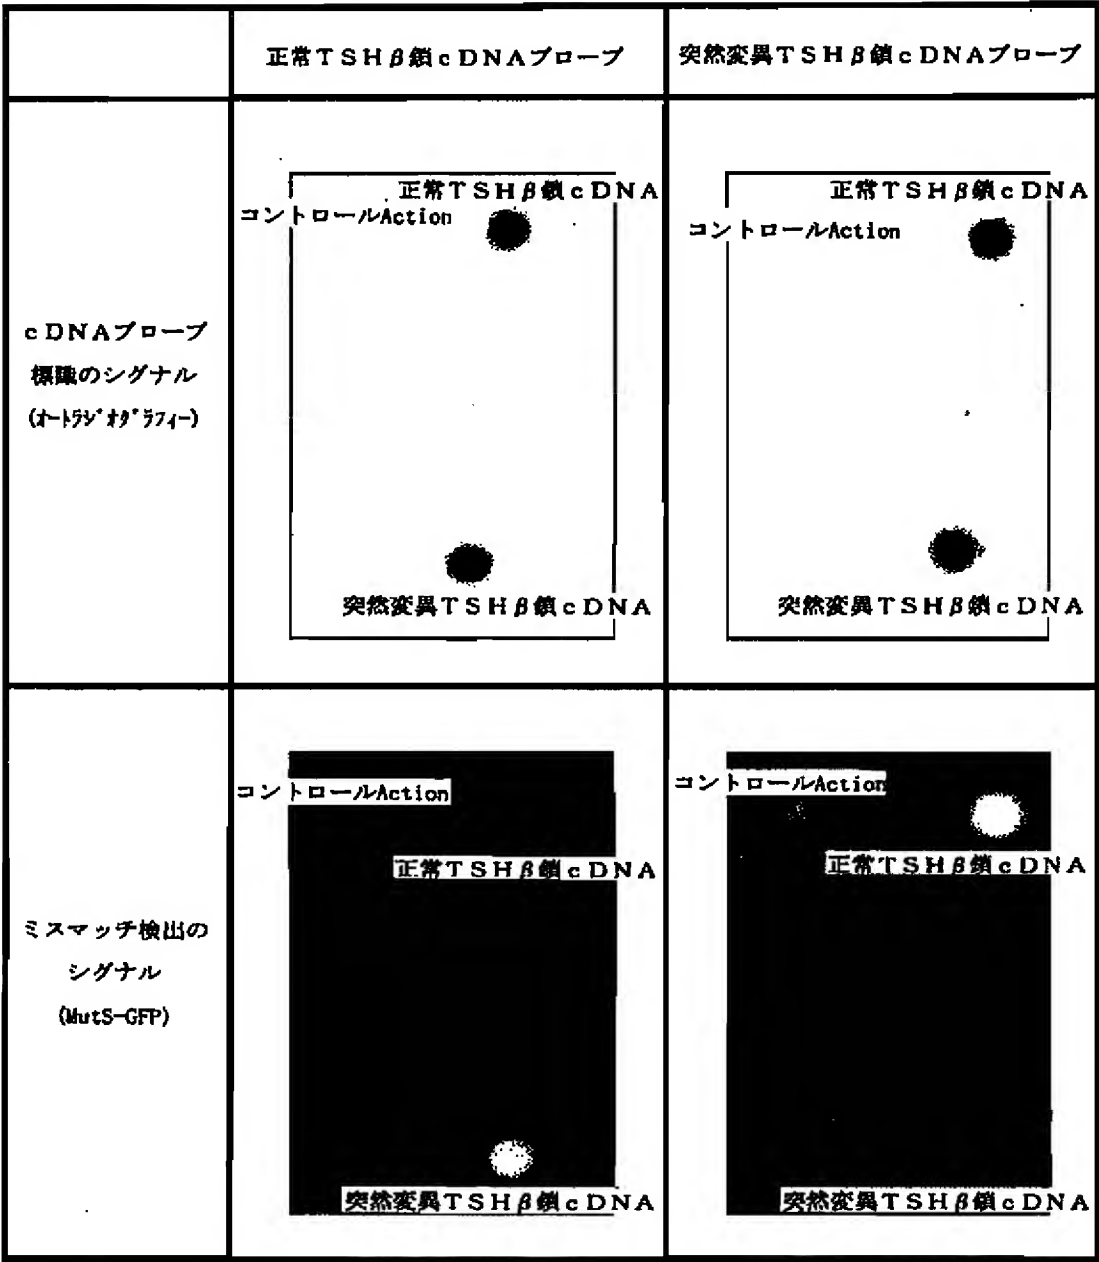 正常TSHβ鎖cDNAプローブ
突然変異TSHβ鎖cDNAプローブ
cDNAプローブ
標識のシグナル
(オートラジオグラフィー)
正常TSHβ鎖cDNA
コントロールAction
突然変異TSHβ鎖cDNA
正常TSHβ鎖cDNA
コントロールAction
突然変異TSHβ鎖cDNA
ミスマッチ検出の
シグナル
(MutS-GFP)
コントロールAction
正常TSHβ鎖cDNA
突然変異TSHβ鎖cDNA
コントロールAction
正常TSHβ鎖cDNA
突然変異TSHβ鎖cDNA